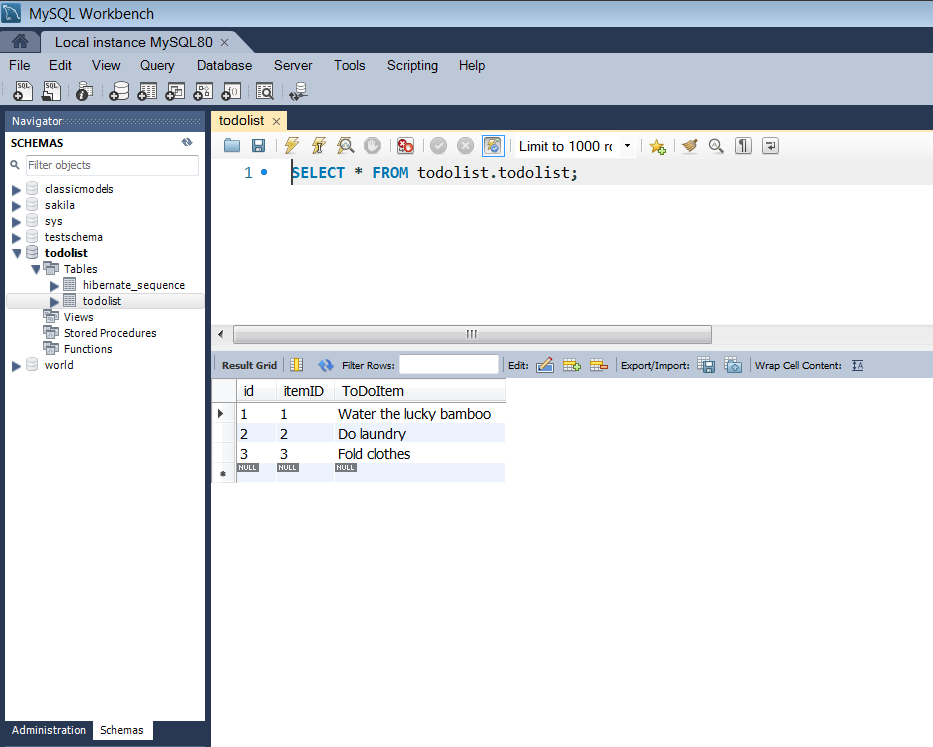 MySQL Workbench
Local instance MySQL80 ×
File Edit View Query Database Server Tools Scripting Help
Navigator
SCHEMAS
Filter objects
classicmodels
sakila
sys
testschema
todolist
Tables
hibernate_sequence
todolist
Views
Stored Procedures
Functions
world
Administration Schemas
todolist ×
Limit to 1000 rc
1 SELECT * FROM todolist.todolist;
Result Grid Filter Rows: Edit: Export/Import: Wrap Cell Content:
id itemID ToDoItem
1 1 Water the lucky bamboo
2 2 Do laundry
3 3 Fold clothes
NULL NULL NULL